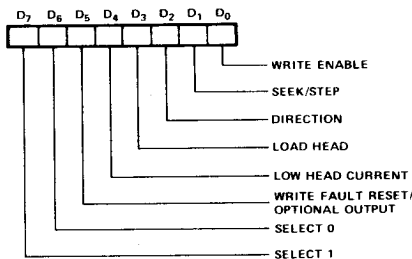 D7 D6 D5 D4 D3 D2 D1 D0
WRITE ENABLE
SEEK/STEP
DIRECTION
LOAD HEAD
LOW HEAD CURRENT
WRITE FAULT RESET/
OPTIONAL OUTPUT
SELECT 0
SELECT 1